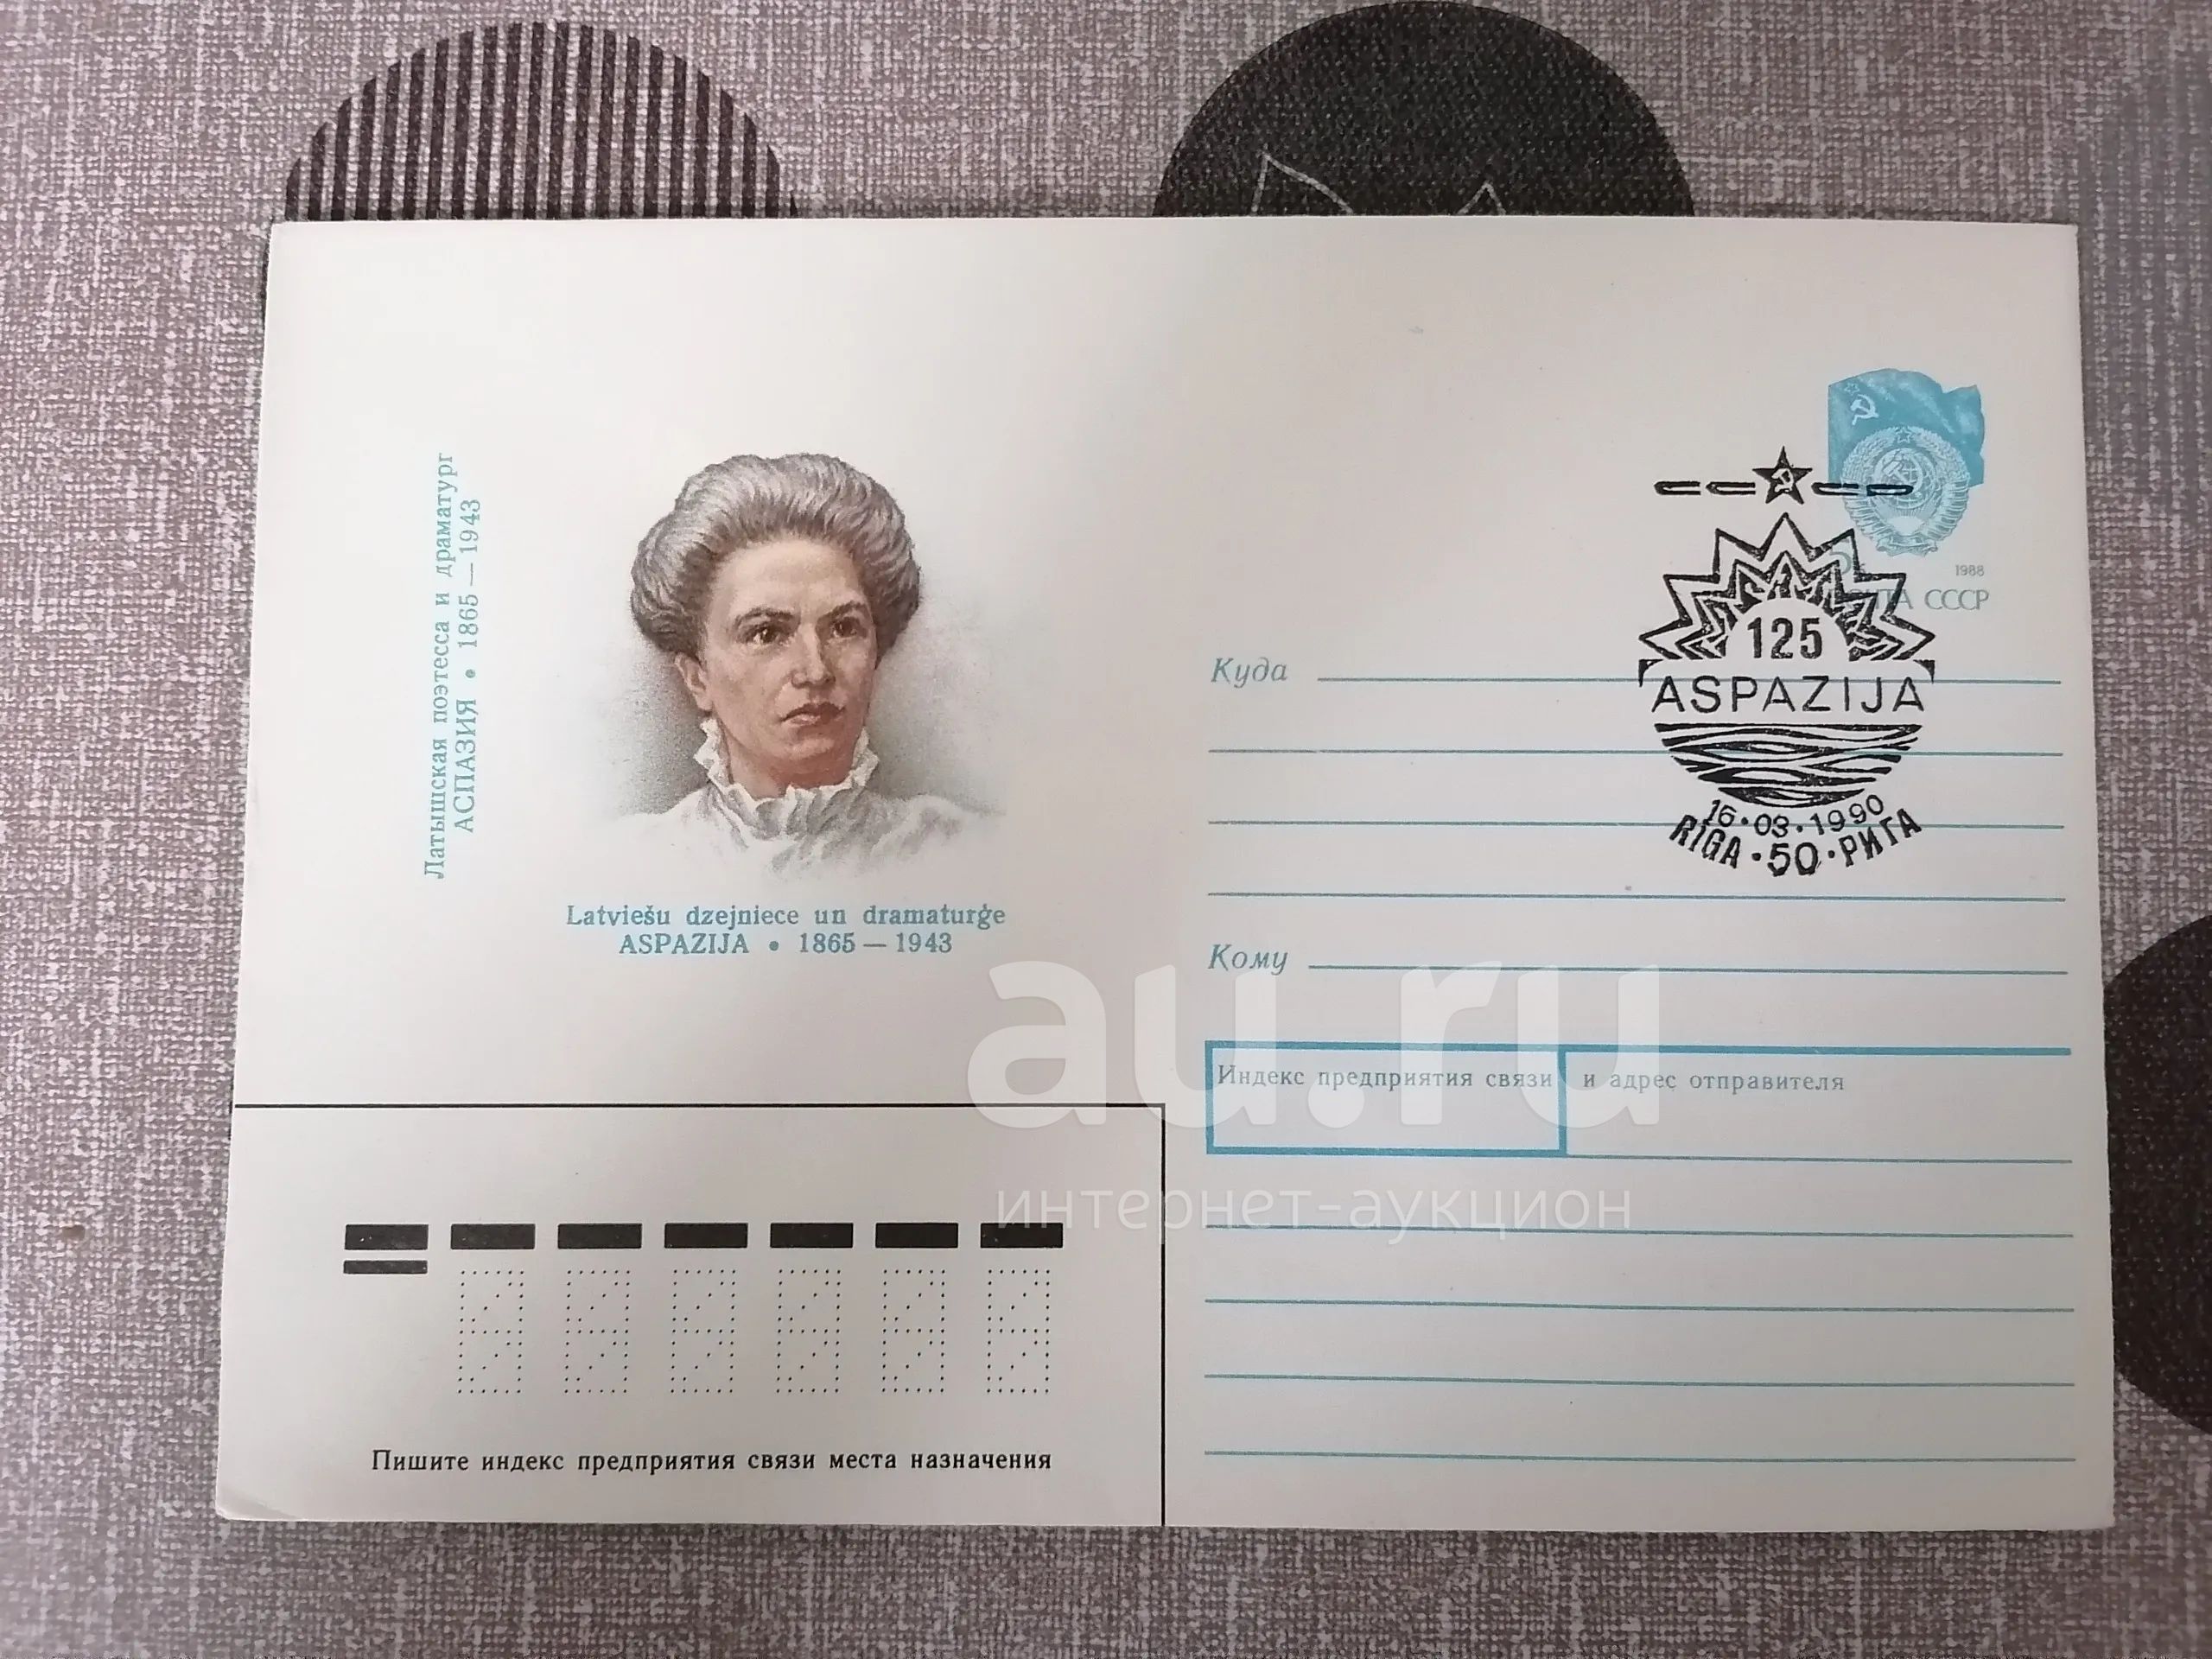 Латышская поэтесса и драматург
АСПАЗИЯ • 1865 — 1943
Latviešu dzejniece un dramaturģe
ASPAZIJA • 1865 — 1943
1988
СССР
125
ASPAZIJA
16·03·1990
RĪGA · 50 · РИГА
Куда
Кому
Индекс предприятия связи и адрес отправителя
Пишите индекс предприятия связи места назначения
au.ru
интернет-аукцион